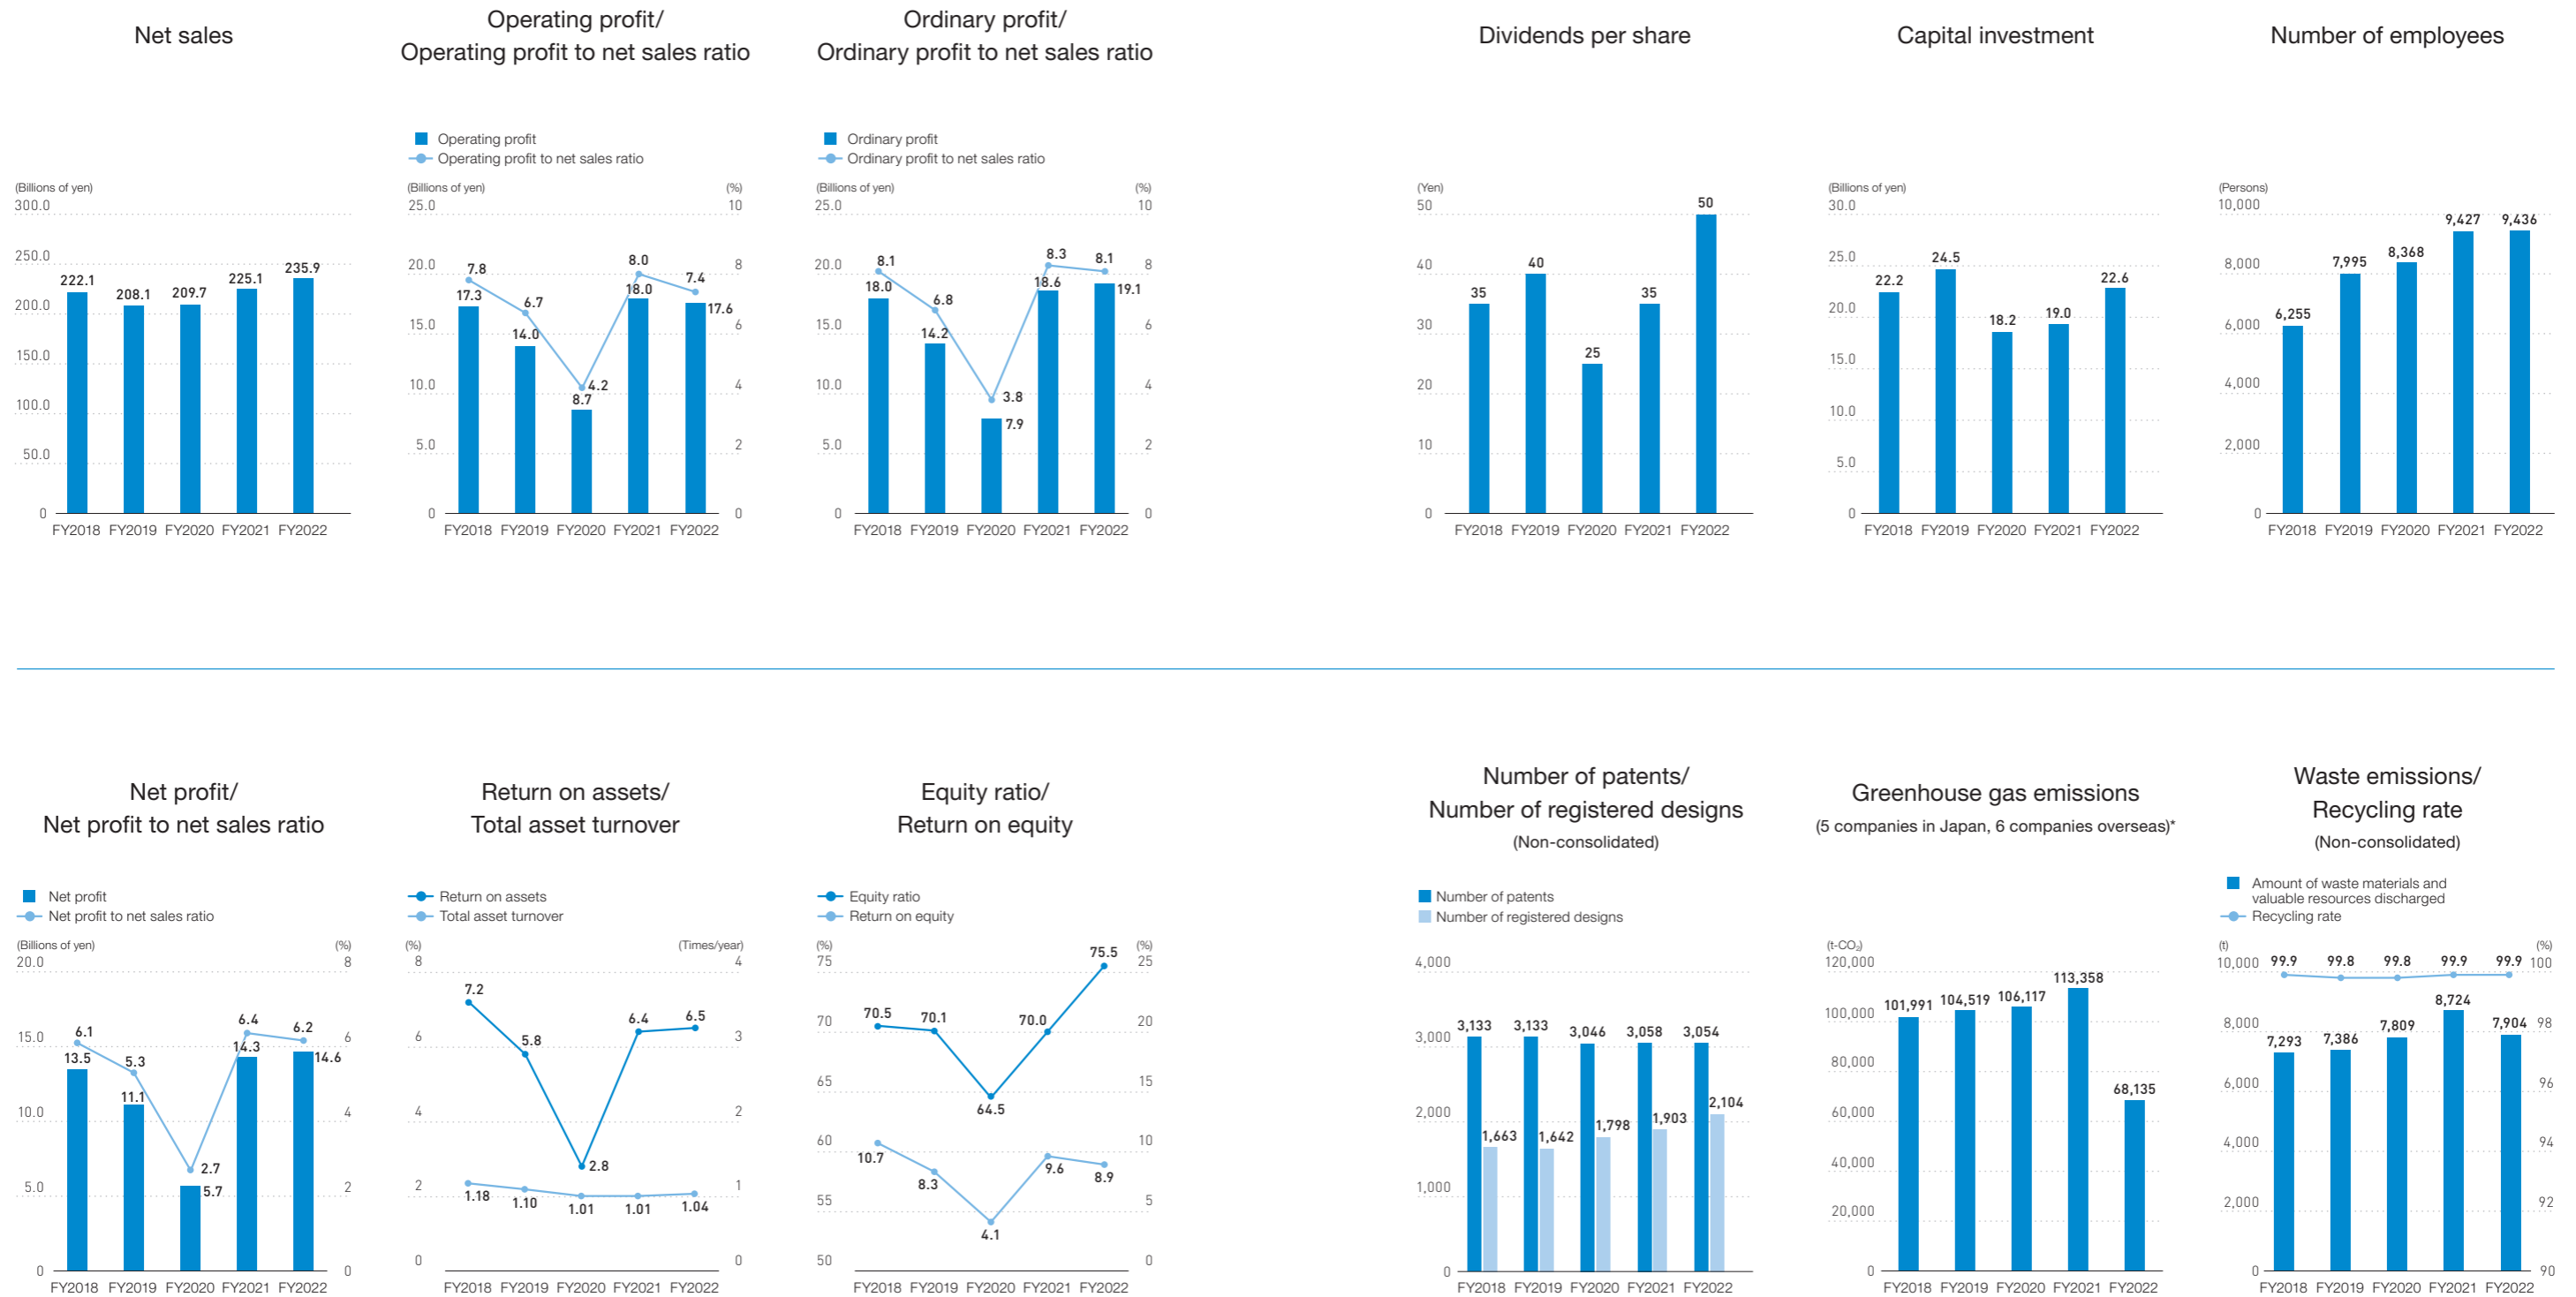 Net sales
(Billions of yen)
300.0
250.0
200.0
150.0
100.0
50.0
0
222.1
208.1
209.7
225.1
235.9
FY2018 FY2019 FY2020 FY2021 FY2022
Operating profit/
Operating profit to net sales ratio
Operating profit
Operating profit to net sales ratio
(Billions of yen) (%)
25.0 10
20.0 8
15.0 6
10.0 4
5.0 2
0 0
7.8
6.7
4.2
8.0
7.4
17.3
14.0
8.7
18.0
17.6
FY2018 FY2019 FY2020 FY2021 FY2022
Ordinary profit/
Ordinary profit to net sales ratio
Ordinary profit
Ordinary profit to net sales ratio
(Billions of yen) (%)
25.0 10
20.0 8
15.0 6
10.0 4
5.0 2
0 0
8.1
6.8
3.8
8.3
8.1
18.0
14.2
7.9
18.6
19.1
FY2018 FY2019 FY2020 FY2021 FY2022
Dividends per share
(Yen)
50
40
30
20
10
0
35
40
25
35
50
FY2018 FY2019 FY2020 FY2021 FY2022
Capital investment
(Billions of yen)
30.0
25.0
20.0
15.0
10.0
5.0
0
22.2
24.5
18.2
19.0
22.6
FY2018 FY2019 FY2020 FY2021 FY2022
Number of employees
(Persons)
10,000
8,000
6,000
4,000
2,000
0
6,255
7,995
8,368
9,427
9,436
FY2018 FY2019 FY2020 FY2021 FY2022
Net profit/
Net profit to net sales ratio
Net profit
Net profit to net sales ratio
(Billions of yen) (%)
20.0 8
15.0 6
10.0 4
5.0 2
0 0
6.1
5.3
2.7
6.4
6.2
13.5
11.1
5.7
14.3
14.6
FY2018 FY2019 FY2020 FY2021 FY2022
Return on assets/
Total asset turnover
Return on assets
Total asset turnover
(%) (Times/year)
8 4
6 3
4 2
2 1
0 0
7.2
5.8
2.8
6.4
6.5
1.18
1.10
1.01
1.01
1.04
FY2018 FY2019 FY2020 FY2021 FY2022
Equity ratio/
Return on equity
Equity ratio
Return on equity
(%) (%)
75 25
70 20
65 15
60 10
55 5
50 0
70.5
70.1
64.5
70.0
75.5
10.7
8.3
4.1
9.6
8.9
FY2018 FY2019 FY2020 FY2021 FY2022
Number of patents/
Number of registered designs
(Non-consolidated)
Number of patents
Number of registered designs
4,000
3,000
2,000
1,000
0
3,133
3,133
3,046
3,058
3,054
1,663
1,642
1,798
1,903
2,104
FY2018 FY2019 FY2020 FY2021 FY2022
Greenhouse gas emissions
(5 companies in Japan, 6 companies overseas)*
(t-CO₂)
120,000
100,000
80,000
60,000
40,000
20,000
0
101,991
104,519
106,117
113,358
68,135
FY2018 FY2019 FY2020 FY2021 FY2022
Waste emissions/
Recycling rate
(Non-consolidated)
Amount of waste materials and
valuable resources discharged
Recycling rate
(t) (%)
10,000 100
8,000 98
6,000 96
4,000 94
2,000 92
0 90
99.9
99.8
99.8
99.9
99.9
7,293
7,386
7,809
8,724
7,904
FY2018 FY2019 FY2020 FY2021 FY2022